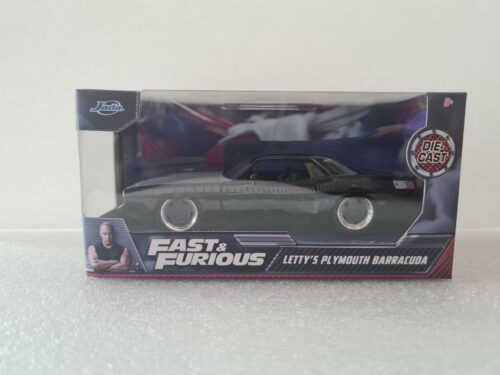 Jada
8+
DIE
CAST
FAST &
FURIOUS
LETTY'S PLYMOUTH BARRACUDA